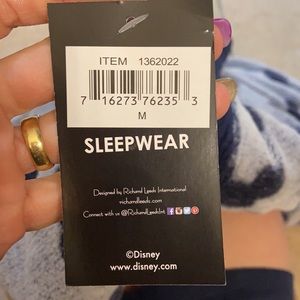 ITEM 1362022
7 16273 76235 3
M
SLEEPWEAR
Designed by Richard Leeds International
richardleeds.com
Connect with us @RichardLeedsInt
©Disney
www.disney.com